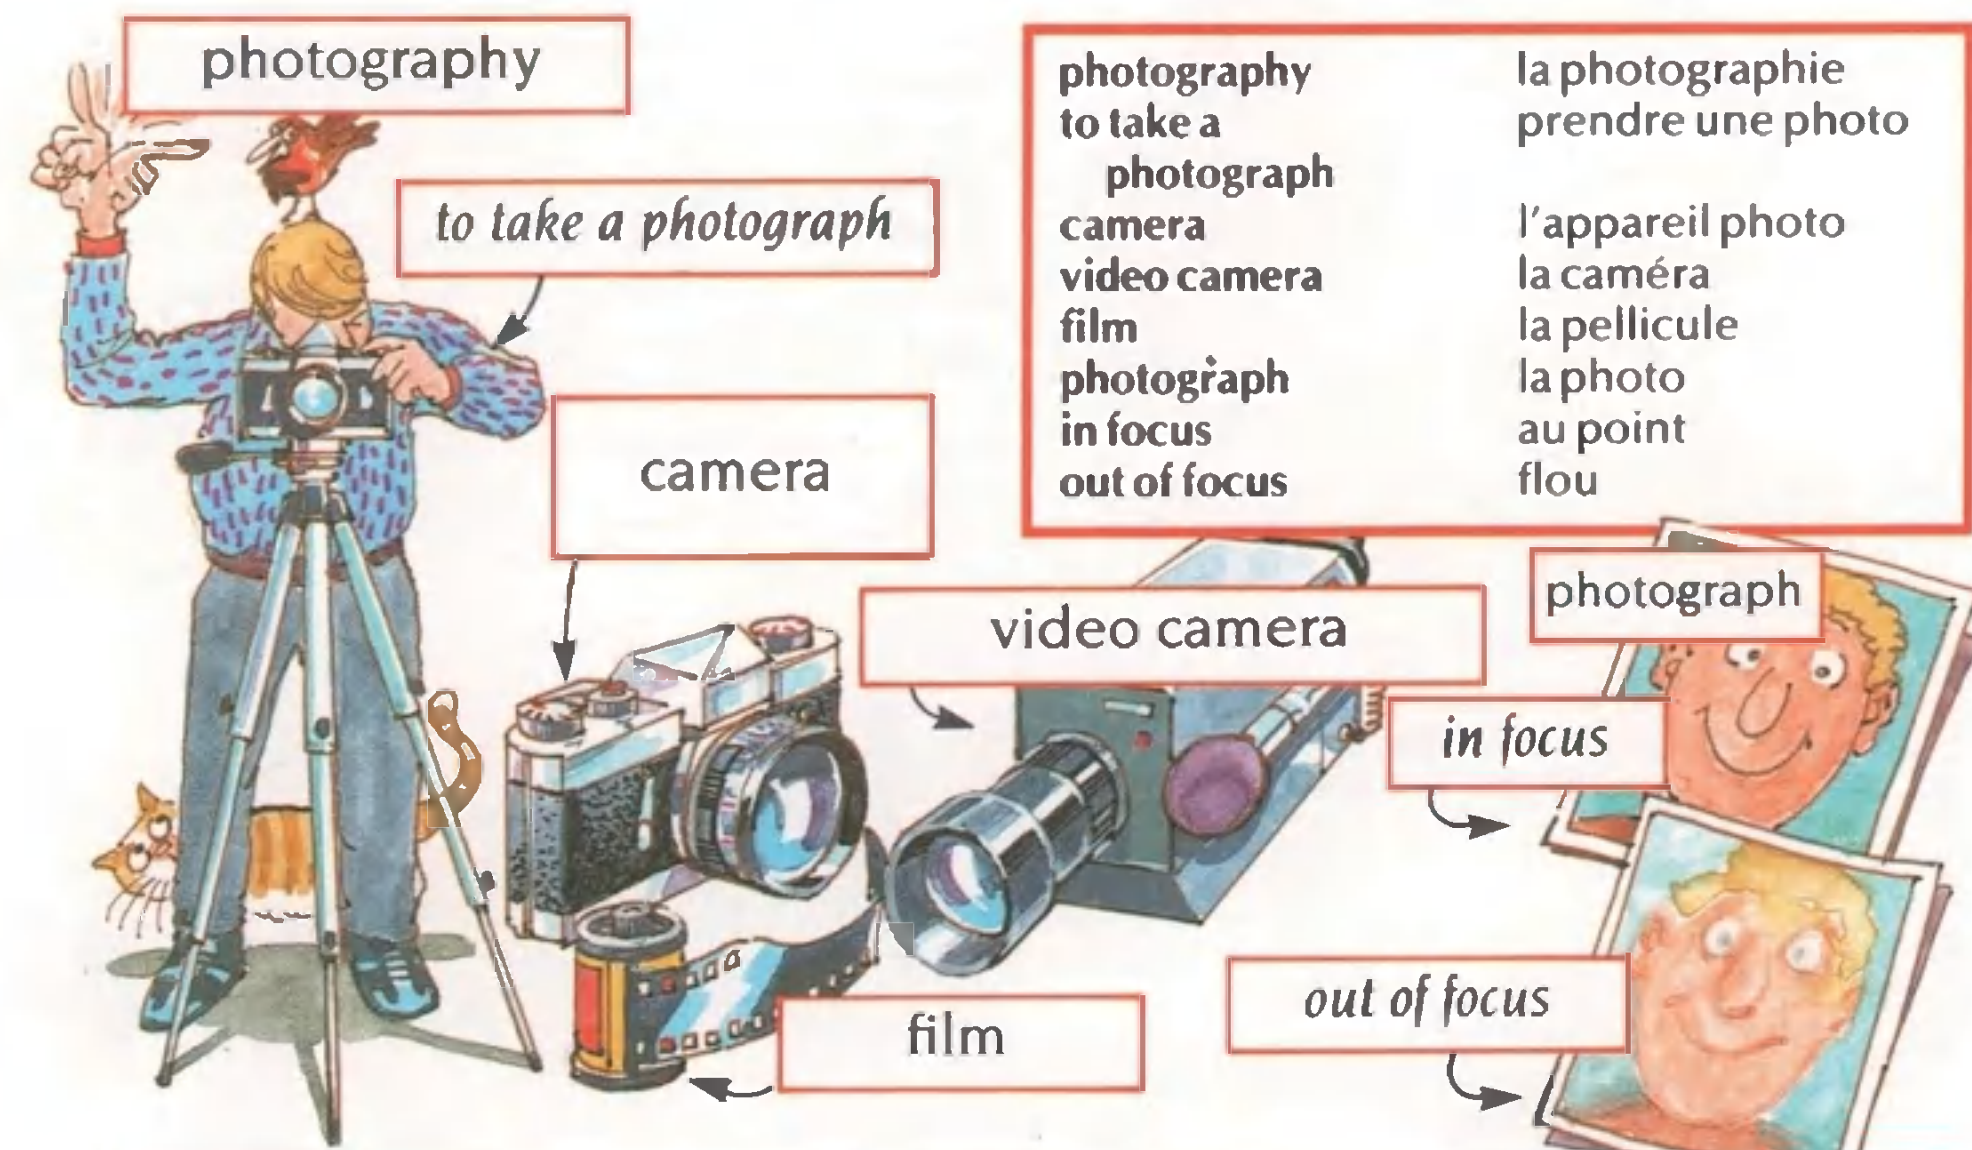 photography
to take a photograph
camera
video camera
film
photograph
in focus
out of focus
photography la photographie
to take a prendre une photo
photograph
camera l'appareil photo
video camera la caméra
film la pellicule
photograph la photo
in focus au point
out of focus flou